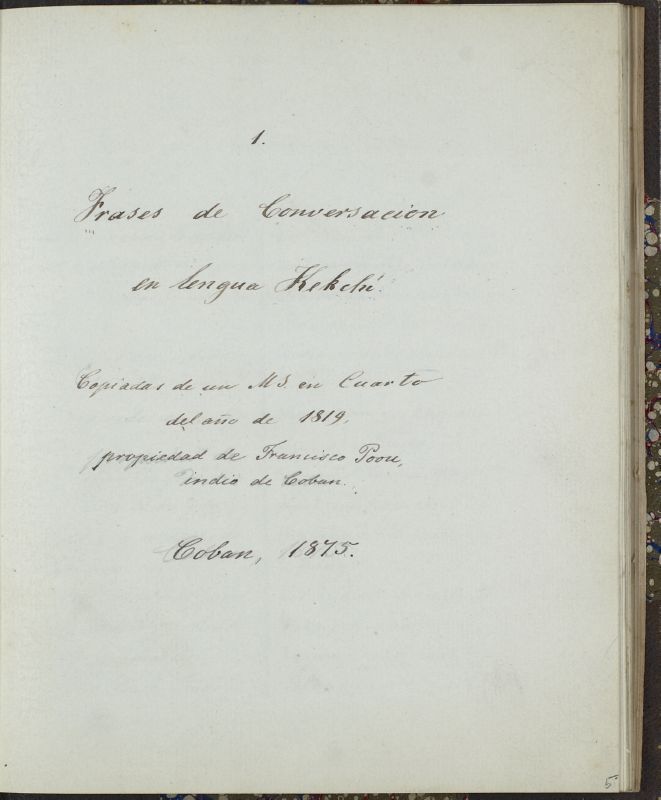 1.
Frases de Conversacion
en lengua Kekchí.
Copiadas de un MS. en Cuarto
del año de 1819.
propiedad de Francisco Poou,
indio de Coban.
Coban, 1875.
5